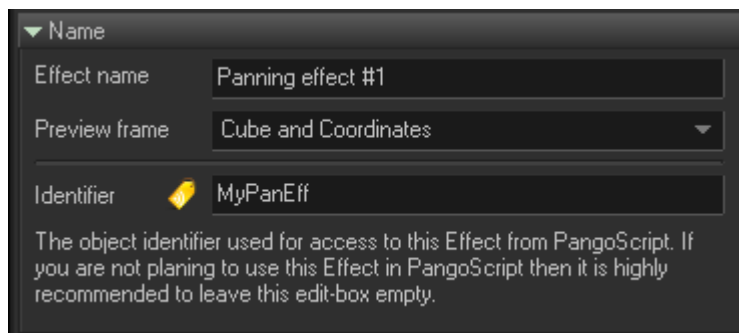 Name
Effect name Panning effect #1
Preview frame Cube and Coordinates
Identifier MyPanEff
The object identifier used for access to this Effect from PangoScript. If
you are not planing to use this Effect in PangoScript then it is highly
recommended to leave this edit-box empty.